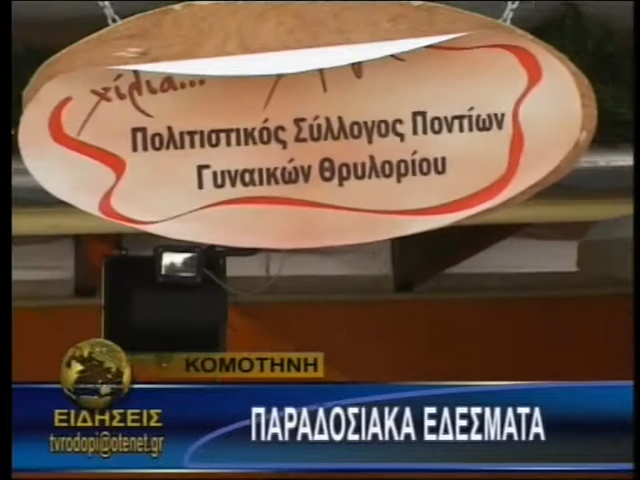 χίλια...
Πολιτιστικός Σύλλογος Ποντίων
Γυναικών Θρυλορίου
ΚΟΜΟΤΗΝΗ
ΕΙΔΗΣΕΙΣ
tvrodopi@otenet.gr
ΠΑΡΑΔΟΣΙΑΚΑ ΕΔΕΣΜΑΤΑ